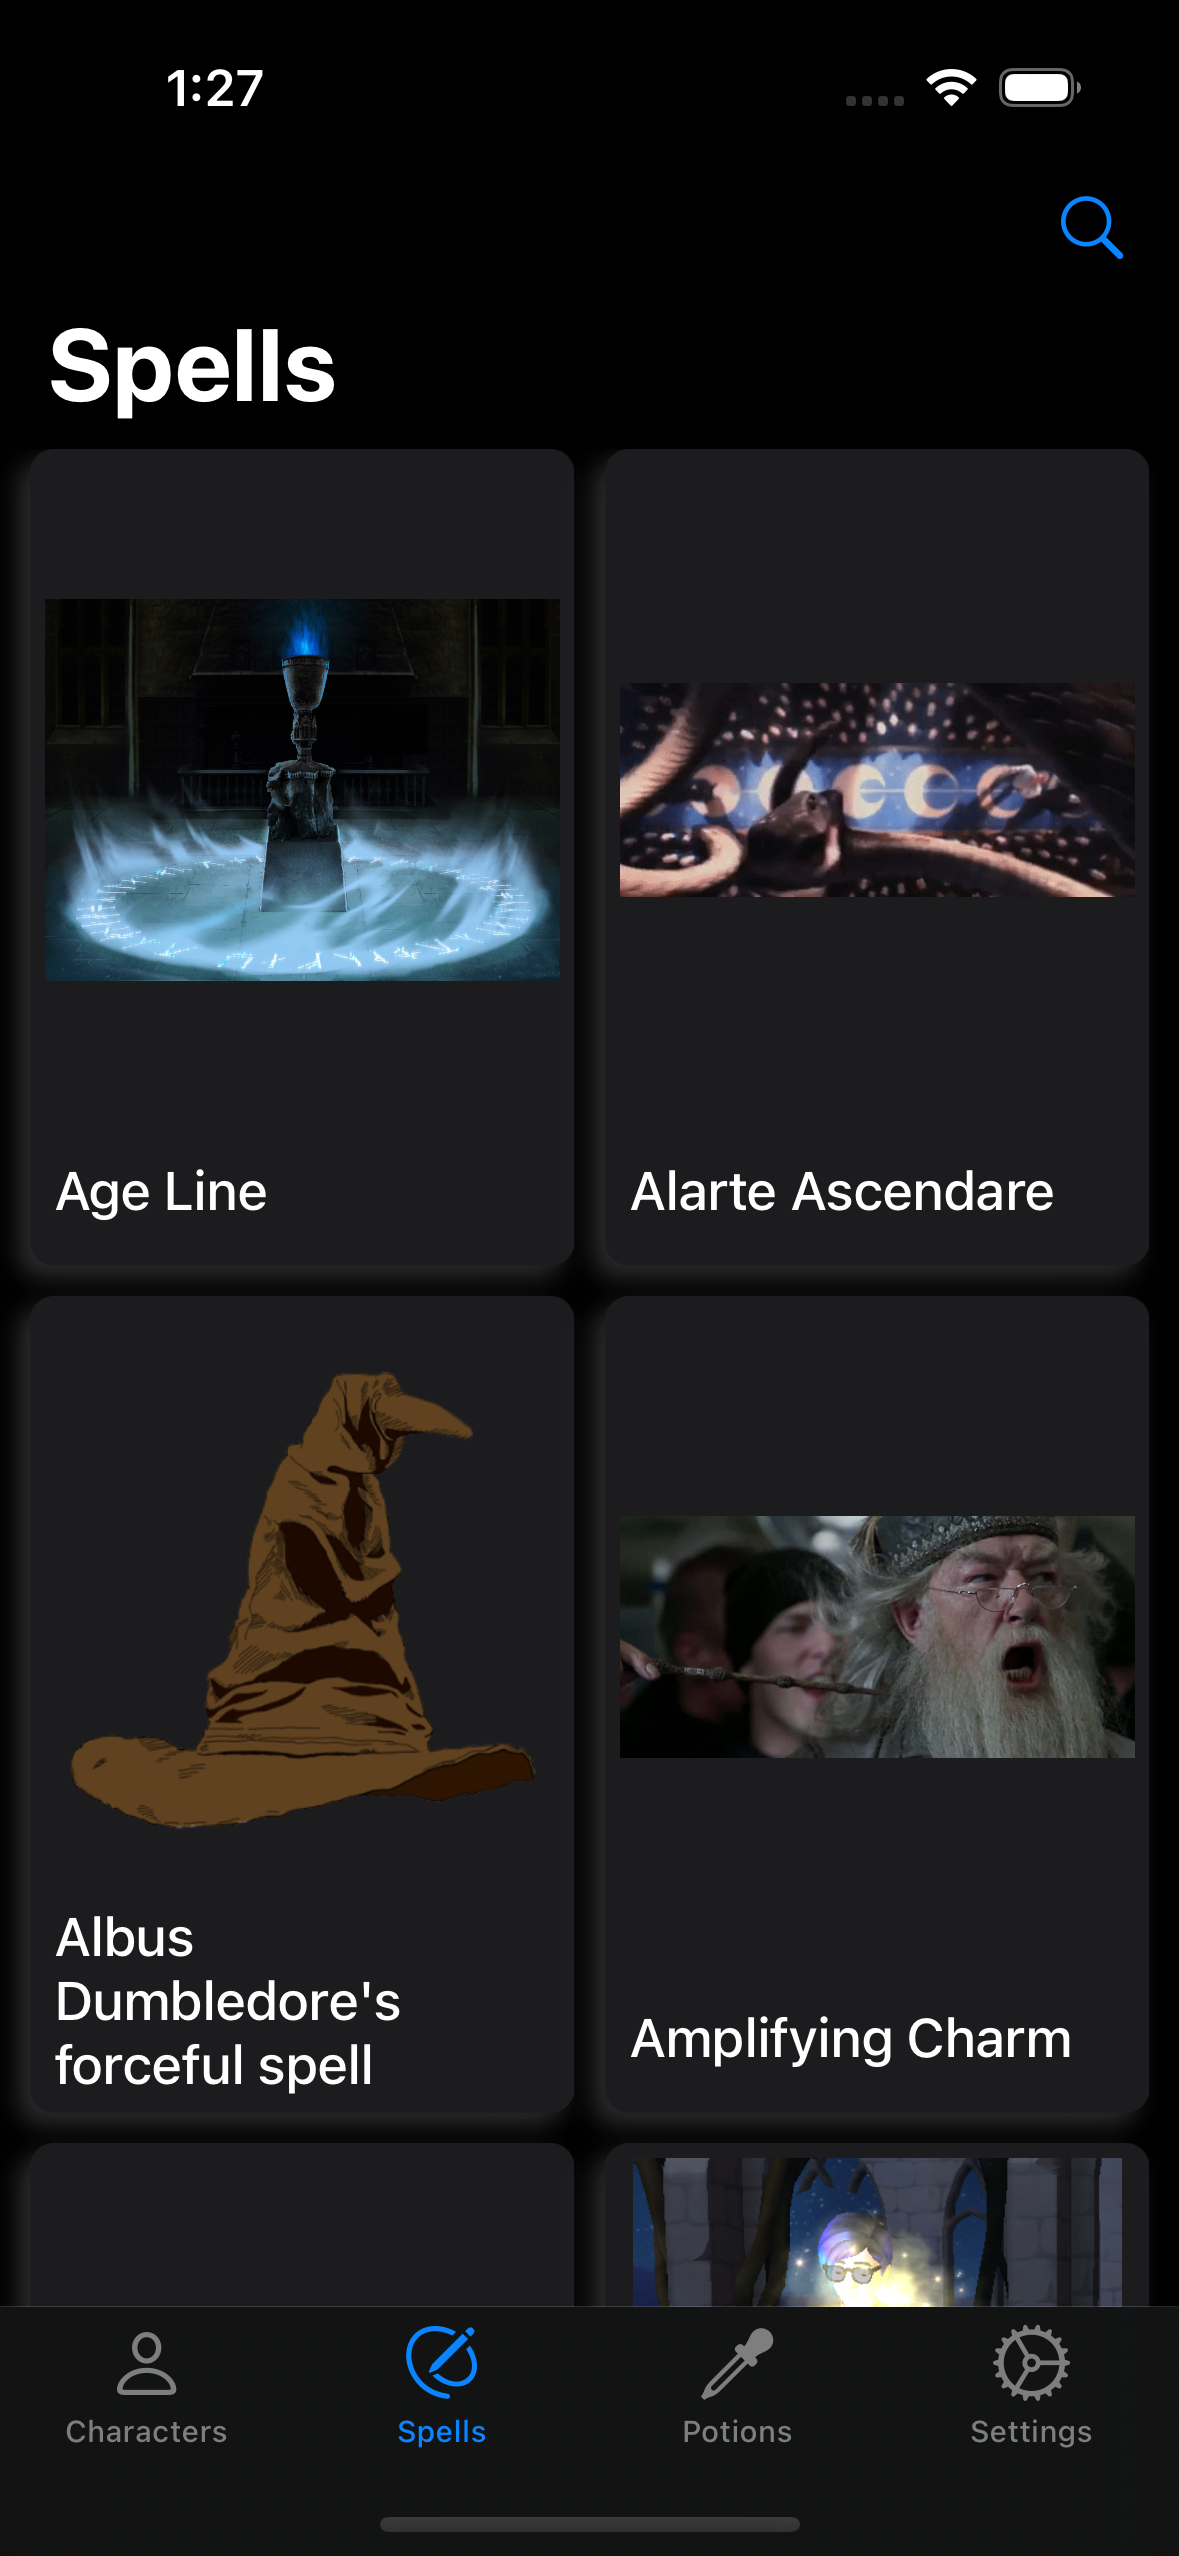 1:27
Spells
Age Line
Alarte Ascendare
Albus
Dumbledore's
forceful spell
Amplifying Charm
Characters
Spells
Potions
Settings